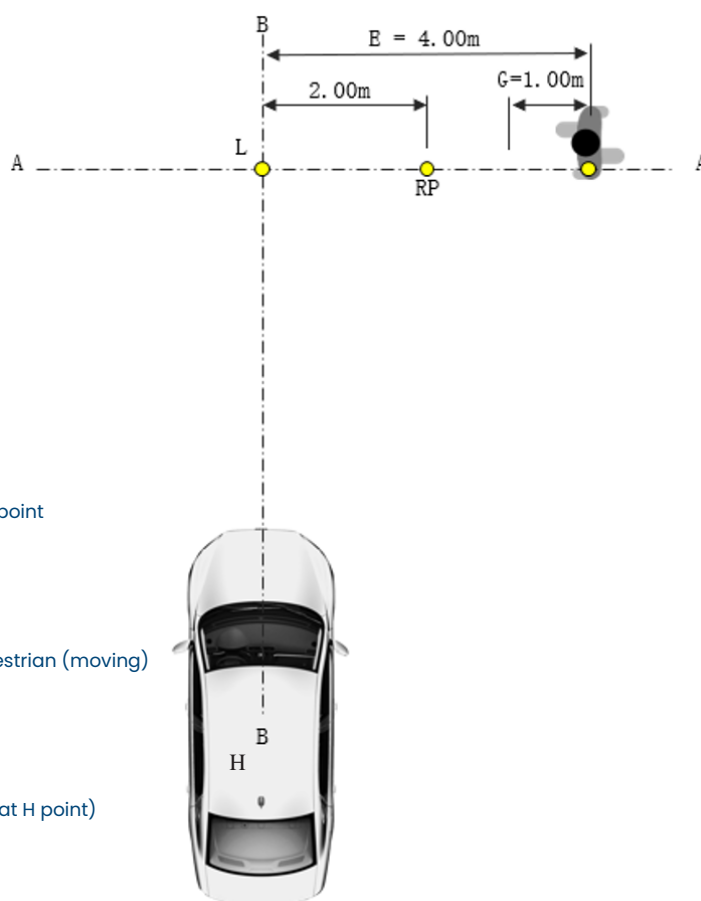 B
E = 4.00m
G=1.00m
2.00m
L
A
RP
point
estrian (moving)
B
H
at H point)